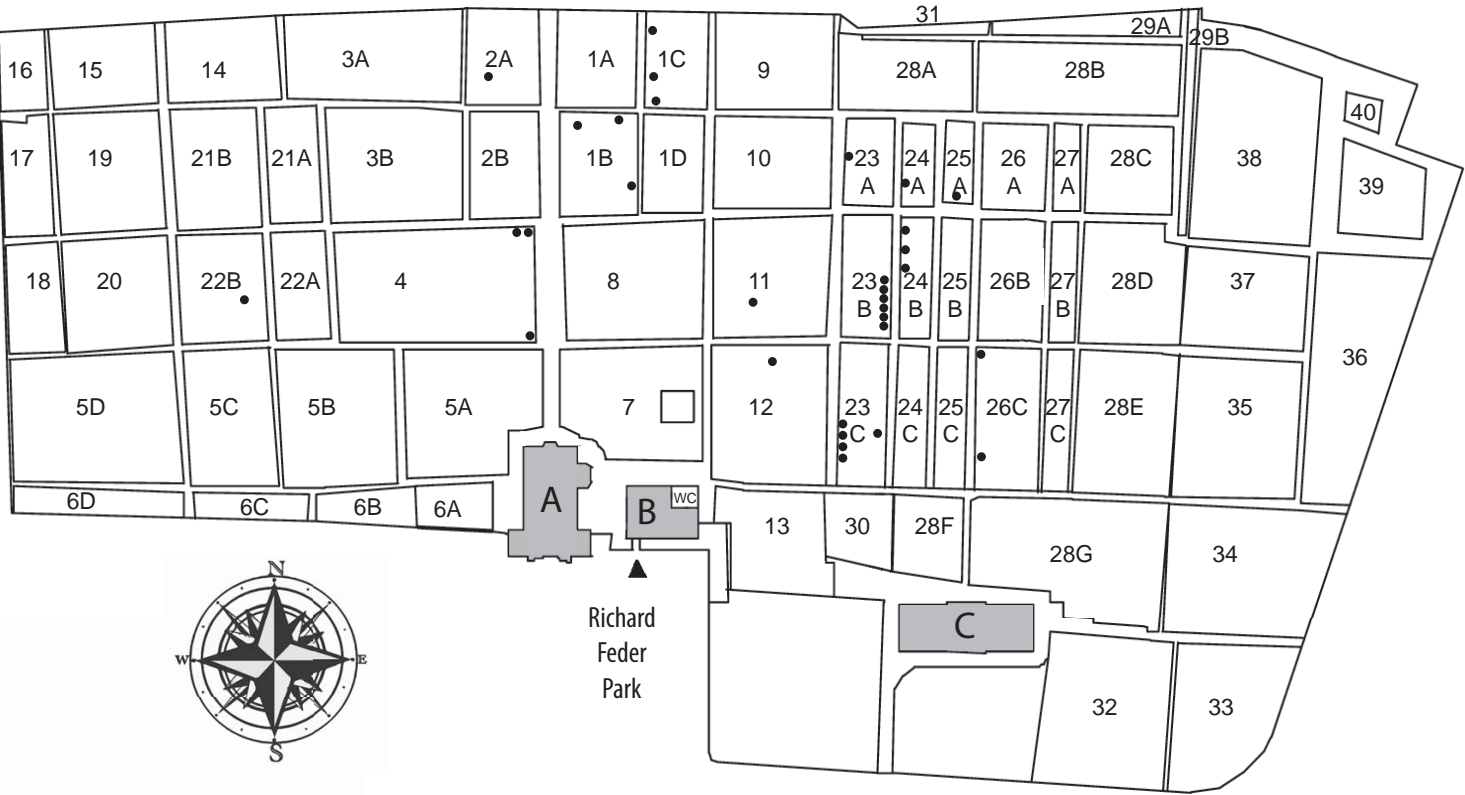 31
29A
29B
16
15
14
3A
2A
1A
1C
9
28A
28B
40
17
19
21B
21A
3B
2B
1B
1D
10
23
A
24
A
25
A
26
A
27
A
28C
38
39
18
20
22B
22A
4
8
11
23
B
24
B
25
B
26B
27
B
28D
37
36
5D
5C
5B
5A
7
12
23
C
24
C
25
C
26C
27
C
28E
35
6D
6C
6B
6A
A
B
WC
13
30
28F
28G
34
Richard
Feder
Park
C
32
33
N
W
E
S